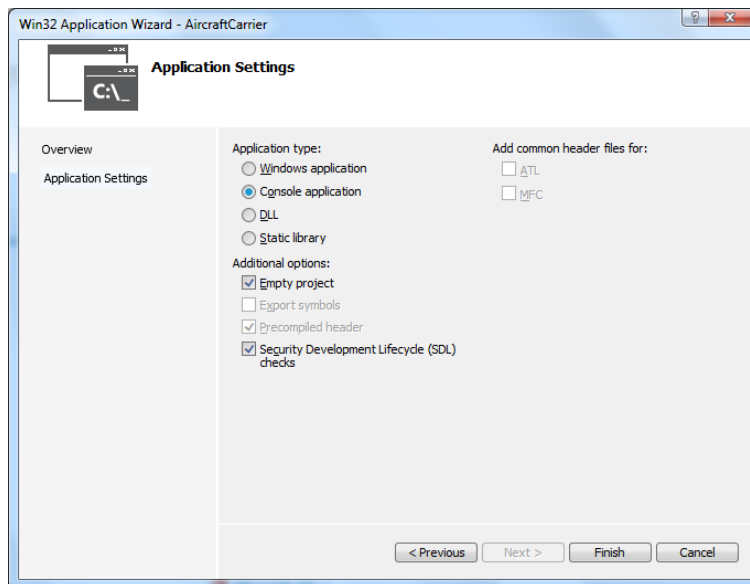 Win32 Application Wizard - AircraftCarrier
?
C:\_
Application Settings
Overview
Application Settings
Application type:
Windows application
Console application
DLL
Static library
Additional options:
Empty project
Export symbols
Precompiled header
Security Development Lifecycle (SDL)
checks
Add common header files for:
ATL
MFC
< Previous
Next >
Finish
Cancel